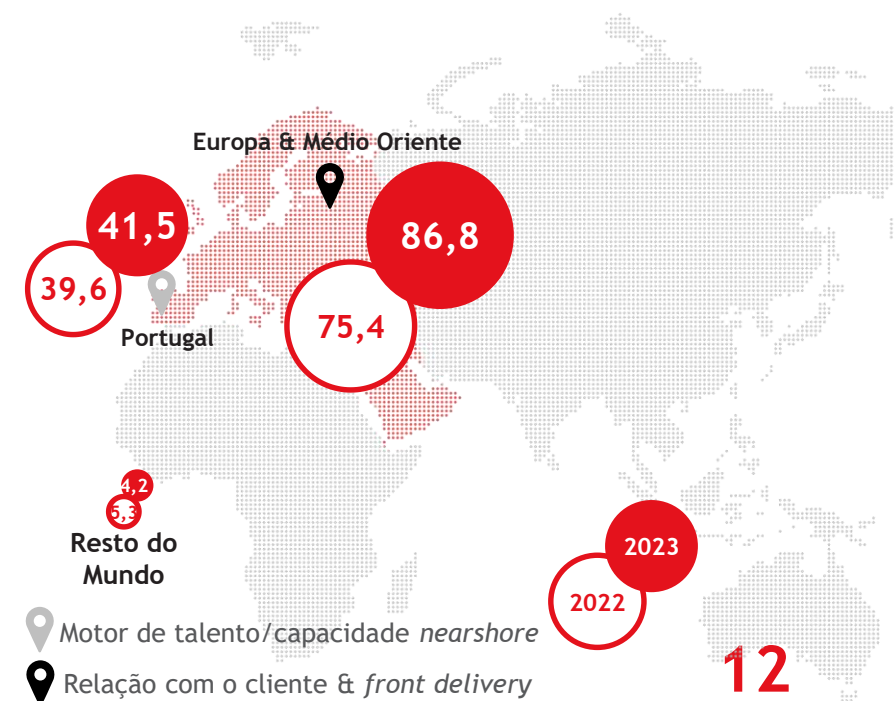 Europa & Médio Oriente
41,5
86,8
39,6
75,4
Portugal
4,2
5,3
Resto do
Mundo
2023
2022
Motor de talento/capacidade nearshore
Relação com o cliente & front delivery
12